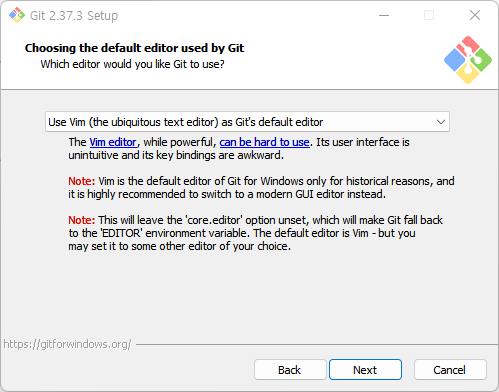 Git 2.37.3 Setup
Choosing the default editor used by Git
Which editor would you like Git to use?
Use Vim (the ubiquitous text editor) as Git's default editor
The Vim editor, while powerful, can be hard to use. Its user interface is
unintuitive and its key bindings are awkward.
Note: Vim is the default editor of Git for Windows only for historical reasons, and
it is highly recommended to switch to a modern GUI editor instead.
Note: This will leave the 'core.editor' option unset, which will make Git fall back
to the 'EDITOR' environment variable. The default editor is Vim - but you
may set it to some other editor of your choice.
https://gitforwindows.org/
Back
Next
Cancel